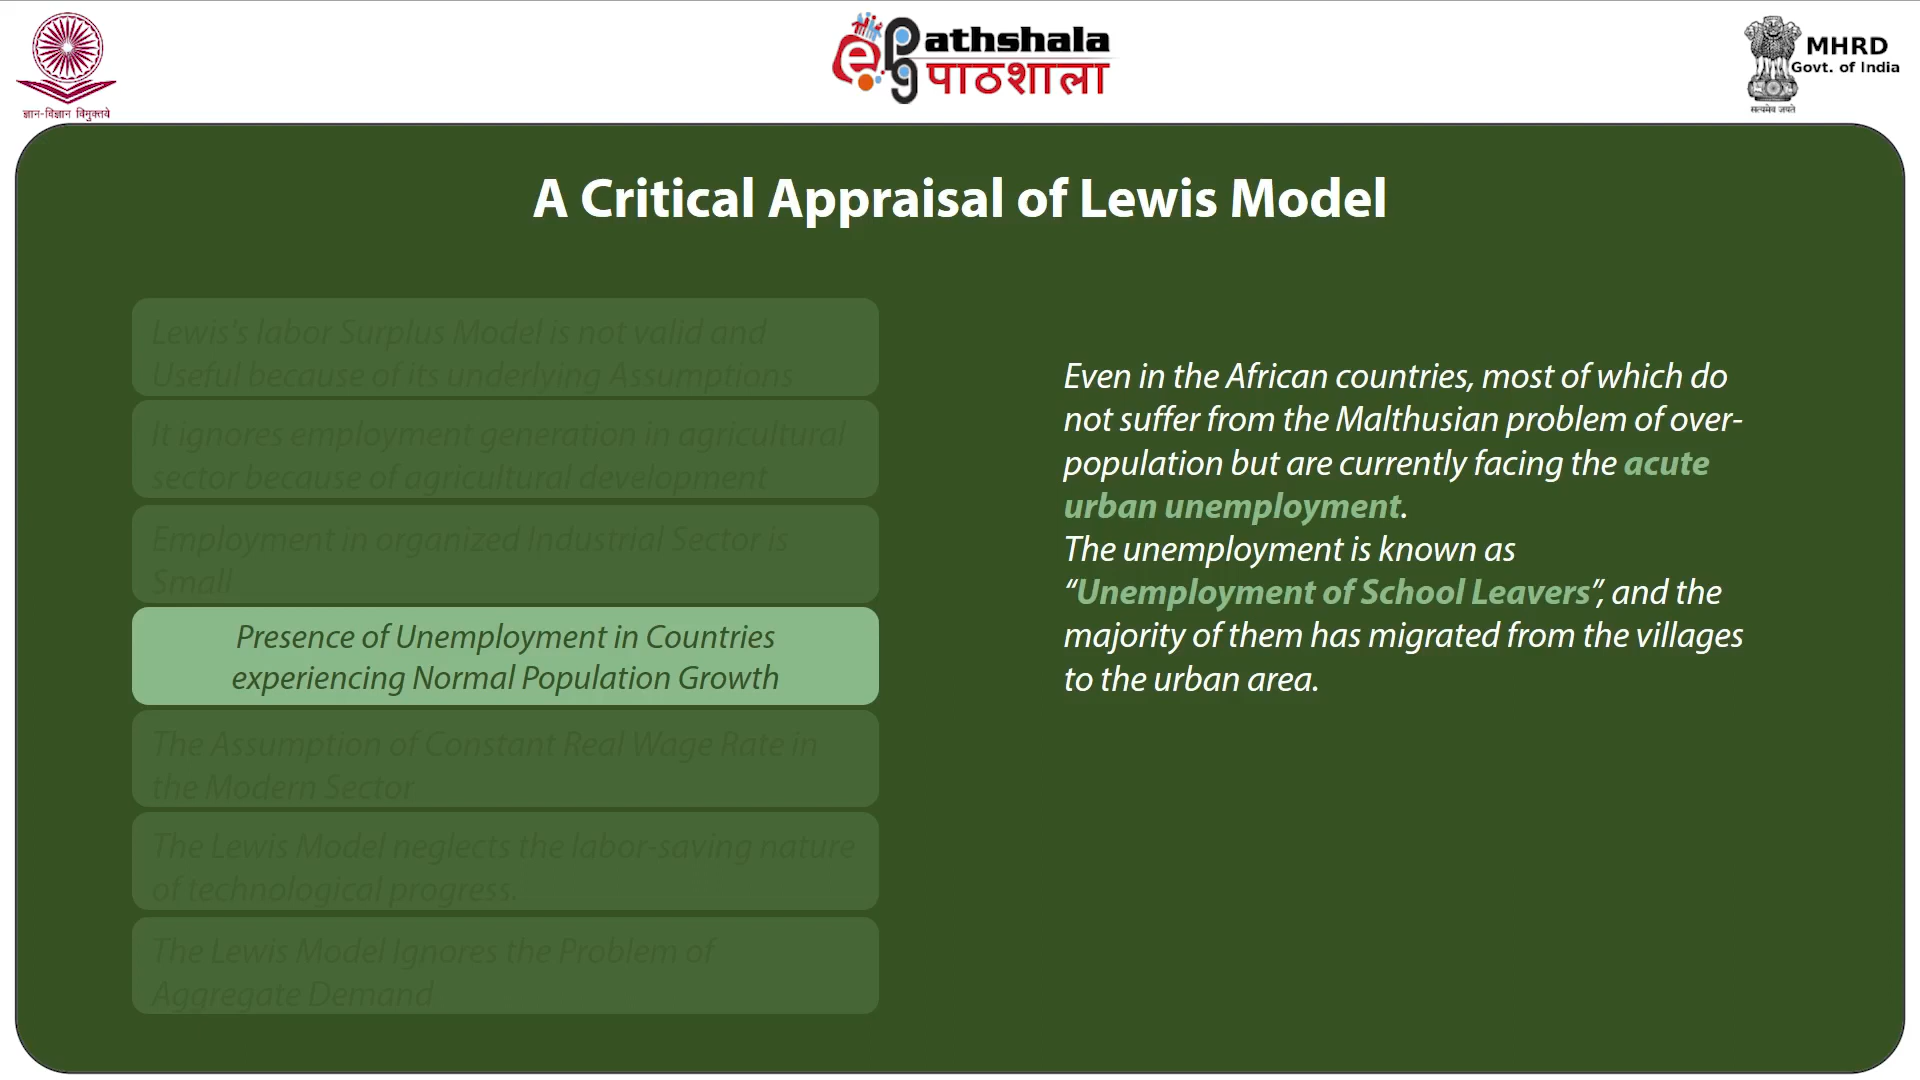 ज्ञान-विज्ञान विमुक्तये
e Pg athshala
पाठशाला
MHRD
Govt. of India
सत्यमेव जयते
A Critical Appraisal of Lewis Model
Lewis's labor Surplus Model is not valid and
Useful because of its underlying Assumptions
It ignores employment generation in agricultural
sector because of agricultural development
Employment in organized Industrial Sector is
Small
Presence of Unemployment in Countries
experiencing Normal Population Growth
The Assumption of Constant Real Wage Rate in
the Modern Sector
The Lewis Model neglects the labor-saving nature
of technological progress.
The Lewis Model Ignores the Problem of
Aggregate Demand
Even in the African countries, most of which do
not suffer from the Malthusian problem of over-
population but are currently facing the acute
urban unemployment.
The unemployment is known as
“Unemployment of School Leavers”, and the
majority of them has migrated from the villages
to the urban area.